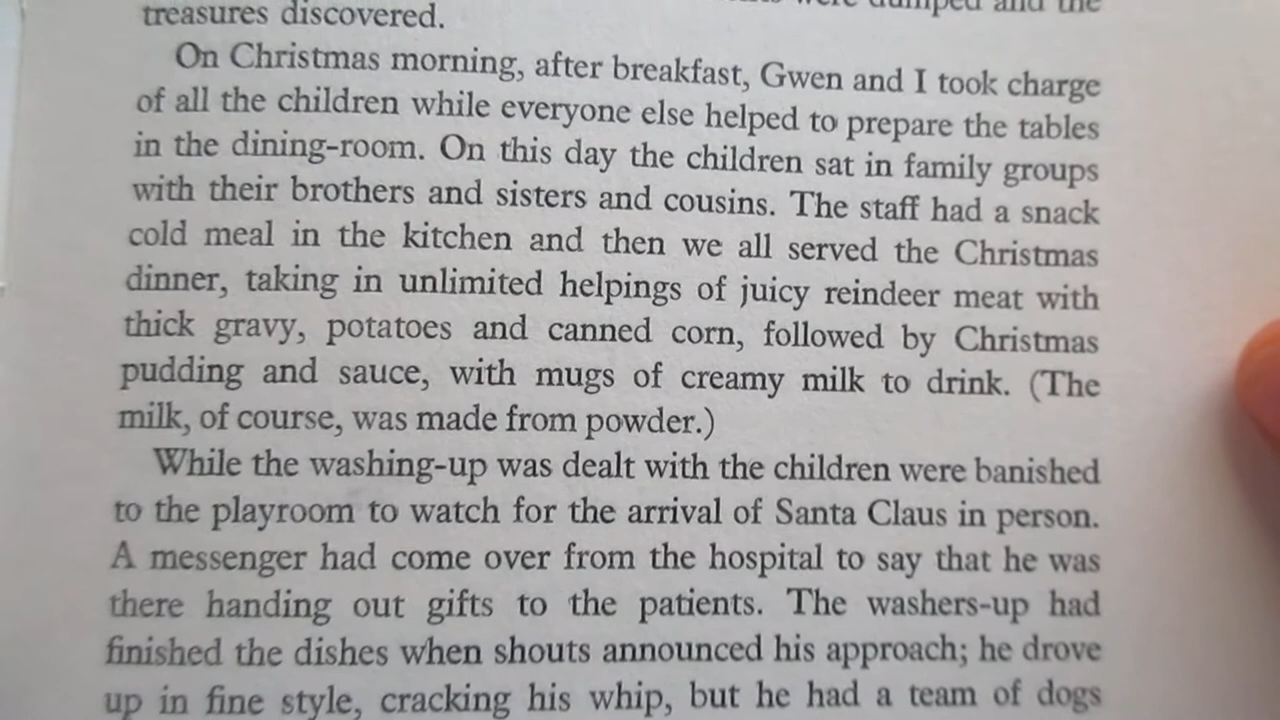 were dumped and the
treasures discovered.
On Christmas morning, after breakfast, Gwen and I took charge
of all the children while everyone else helped to prepare the tables
in the dining-room. On this day the children sat in family groups
with their brothers and sisters and cousins. The staff had a snack
cold meal in the kitchen and then we all served the Christmas
dinner, taking in unlimited helpings of juicy reindeer meat with
thick gravy, potatoes and canned corn, followed by Christmas
pudding and sauce, with mugs of creamy milk to drink. (The
milk, of course, was made from powder.)
While the washing-up was dealt with the children were banished
to the playroom to watch for the arrival of Santa Claus in person.
A messenger had come over from the hospital to say that he was
there handing out gifts to the patients. The washers-up had
finished the dishes when shouts announced his approach; he drove
up in fine style, cracking his whip, but he had a team of dogs